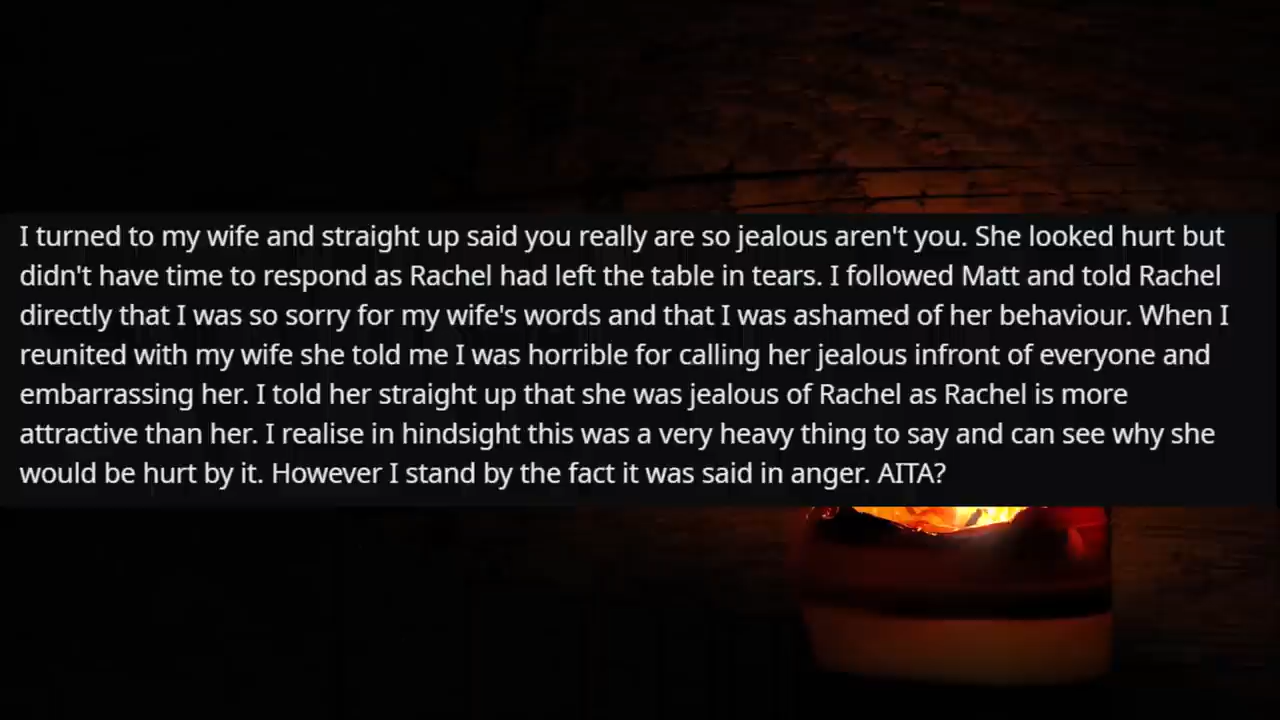 I turned to my wife and straight up said you really are so jealous aren't you. She looked hurt but
didn't have time to respond as Rachel had left the table in tears. I followed Matt and told Rachel
directly that I was so sorry for my wife's words and that I was ashamed of her behaviour. When I
reunited with my wife she told me I was horrible for calling her jealous infront of everyone and
embarrassing her. I told her straight up that she was jealous of Rachel as Rachel is more
attractive than her. I realise in hindsight this was a very heavy thing to say and can see why she
would be hurt by it. However I stand by the fact it was said in anger. AITA?